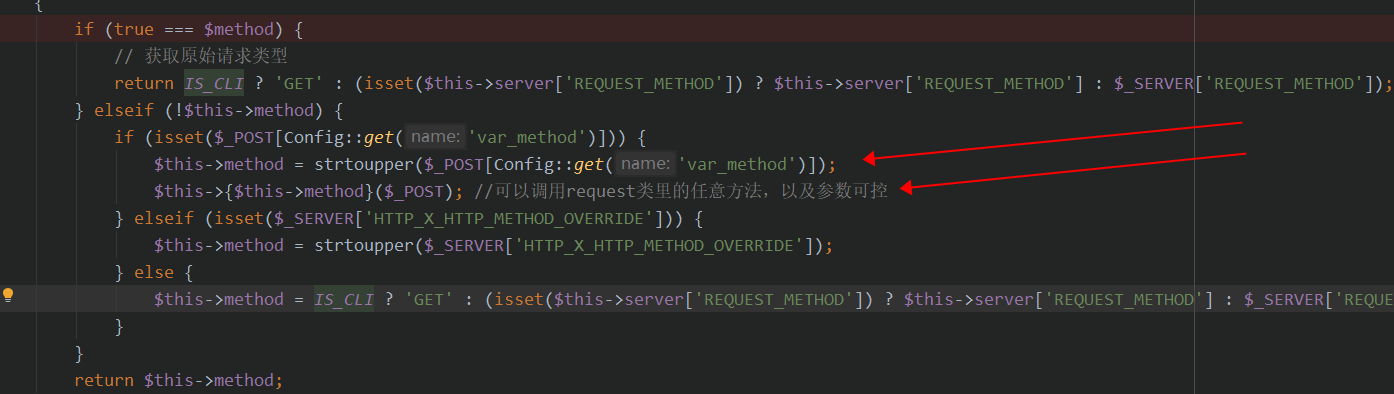 {
if (true === $method) {
// 获取原始请求类型
return IS_CLI ? 'GET' : (isset($this->server['REQUEST_METHOD']) ? $this->server['REQUEST_METHOD'] : $_SERVER['REQUEST_METHOD']);
} elseif (!$this->method) {
if (isset($_POST[Config::get( name: 'var_method')])) {
$this->method = strtoupper($_POST[Config::get( name: 'var_method')]);
$this->{$this->method}($_POST); //可以调用request类里的任意方法，以及参数可控
} elseif (isset($_SERVER['HTTP_X_HTTP_METHOD_OVERRIDE'])) {
$this->method = strtoupper($_SERVER['HTTP_X_HTTP_METHOD_OVERRIDE']);
} else {
$this->method = IS_CLI ? 'GET' : (isset($this->server['REQUEST_METHOD']) ? $this->server['REQUEST_METHOD'] : $_SERVER['REQUE
}
}
return $this->method;